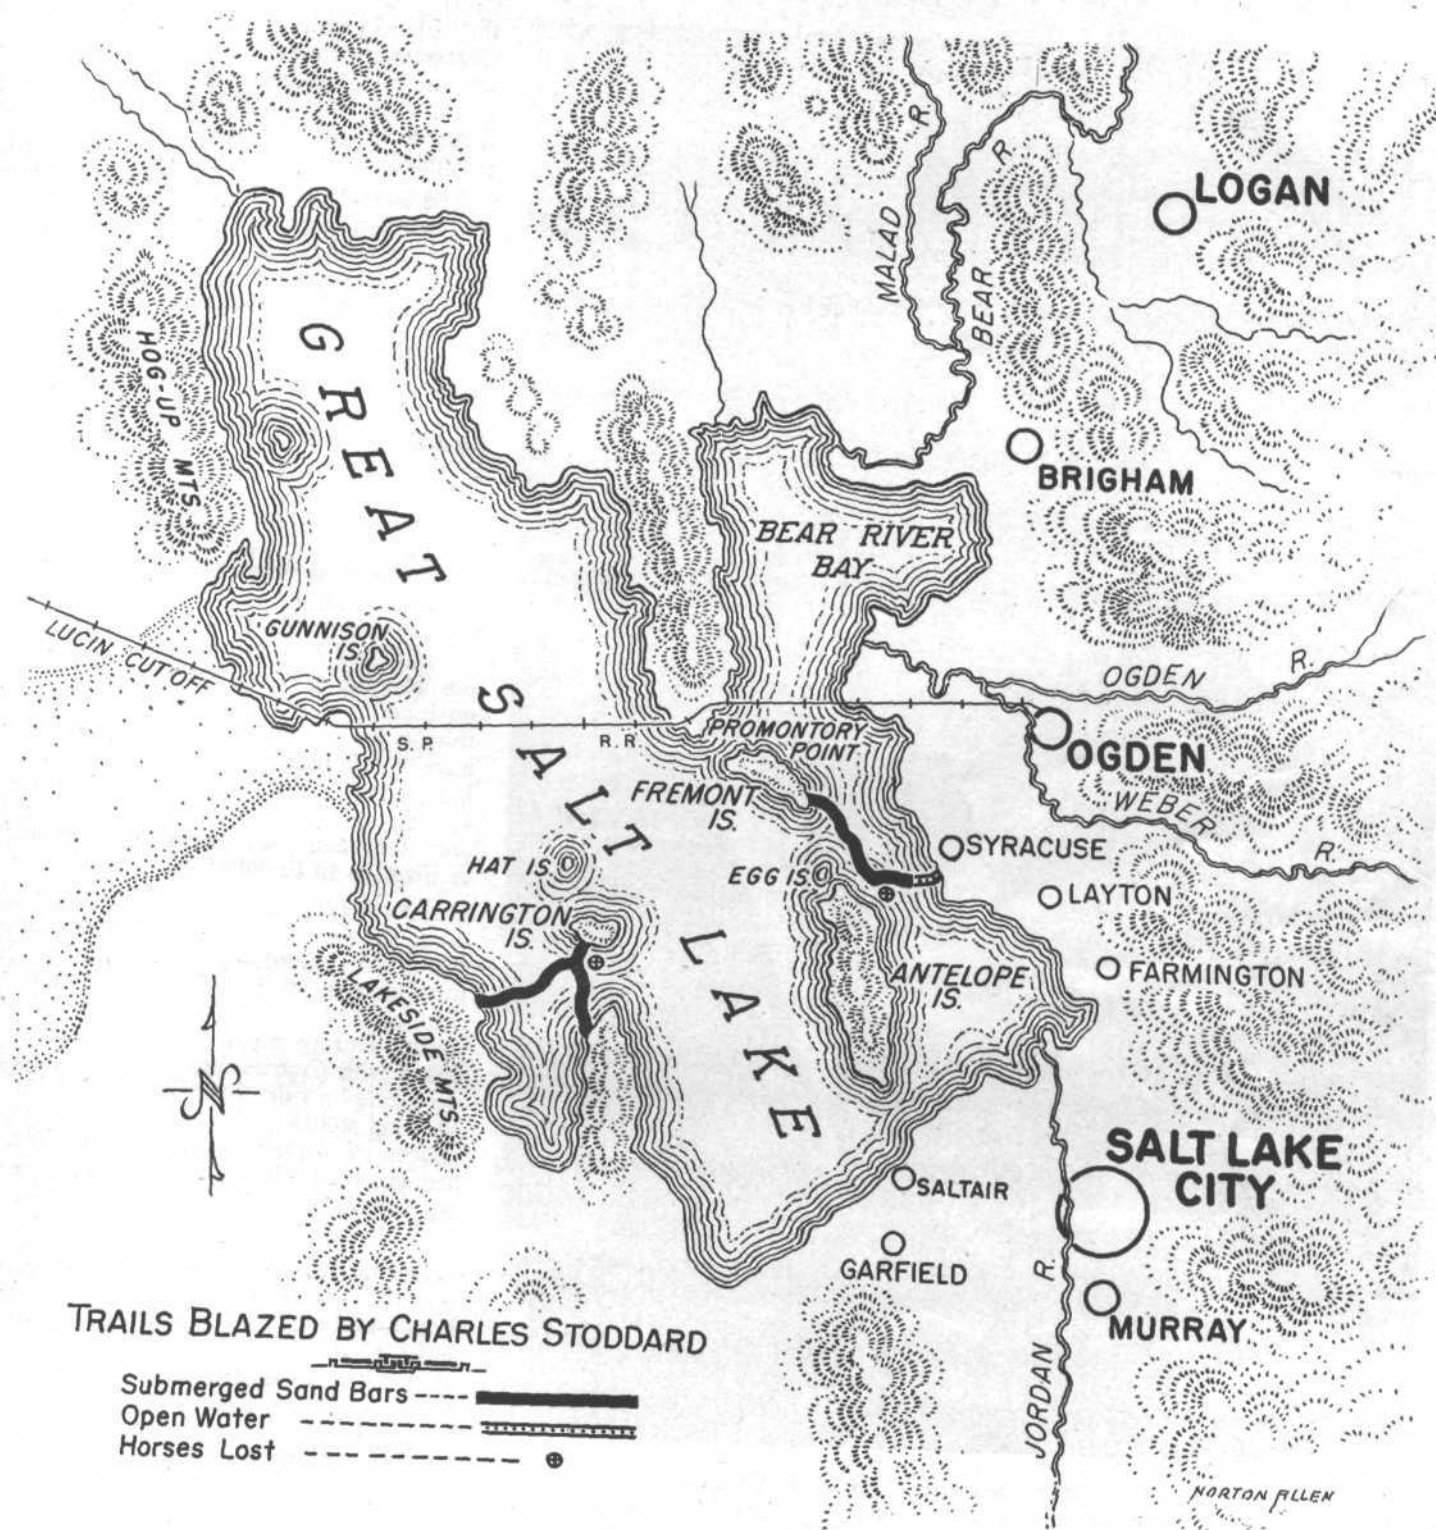 MALAD
R.
BEAR
R.
LOGAN
HOG-UP MTS.
BRIGHAM
GREAT
SALT
LAKE
BEAR RIVER
BAY
GUNNISON
IS.
LUCIN CUT OFF
S.P.
R.R.
OGDEN R.
PROMONTORY
POINT
OGDEN
WEBER R.
FREMONT
IS.
SYRACUSE
HAT IS.
EGG IS.
LAYTON
CARRINGTON
IS.
ANTELOPE
IS.
FARMINGTON
LAKESIDE MTS.
N
SALT LAKE
CITY
SALTAIR
GARFIELD
MURRAY
JORDAN R.
TRAILS BLAZED BY CHARLES STODDARD
Submerged Sand Bars
Open Water
Horses Lost
NORTON ALLEN